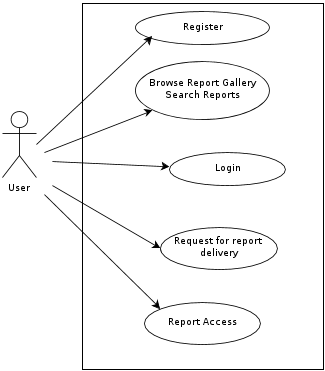 Register
Browse Report Gallery
Search Reports
Login
User
Request for report
delivery
Report Access